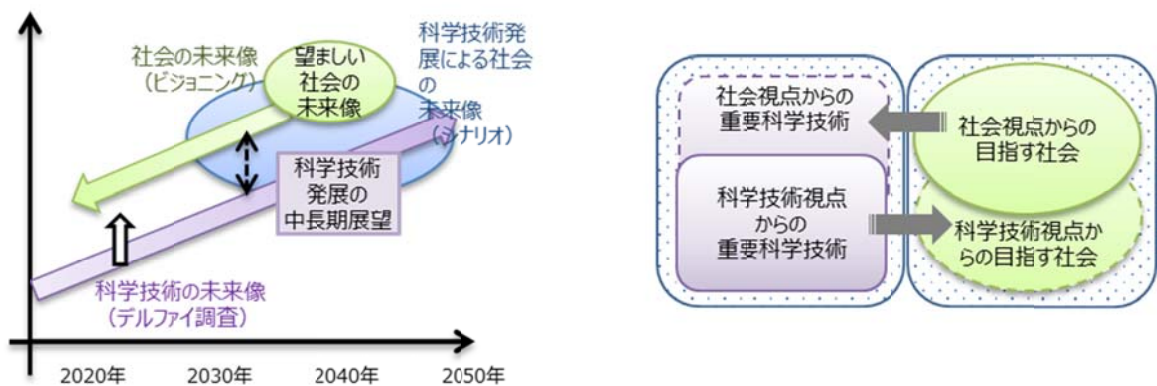 社会の未来像
（ビジョニング）
望ましい
社会の
未来像
科学技術発
展による社会
の
未来像
（シナリオ）
科学技術
発展の
中長期展望
科学技術の未来像
（デルファイ調査）
2020年
2030年
2040年
2050年
社会視点からの
重要科学技術
科学技術視点
からの
重要科学技術
社会視点からの
目指す社会
科学技術視点か
らの目指す社会